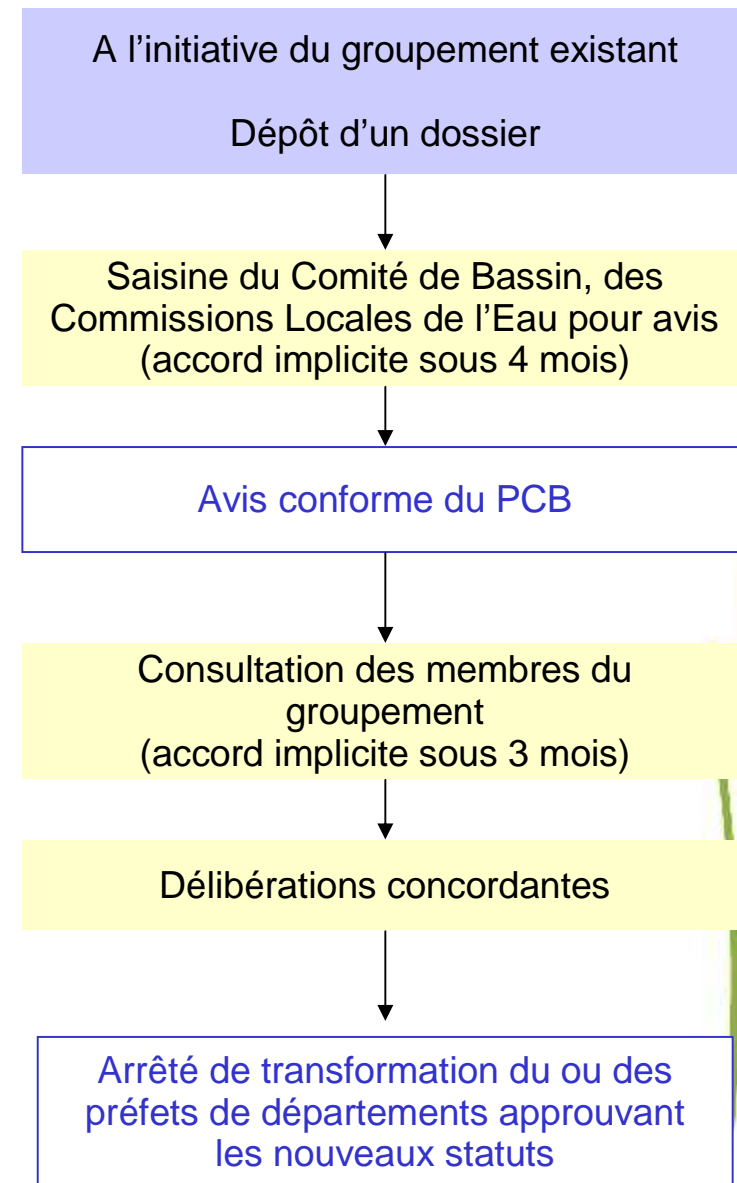 A l’initiative du groupement existant
Dépôt d’un dossier
Saisine du Comité de Bassin, des
Commissions Locales de l’Eau pour avis
(accord implicite sous 4 mois)
Avis conforme du PCB
Consultation des membres du
groupement
(accord implicite sous 3 mois)
Délibérations concordantes
Arrêté de transformation du ou des
préfets de départements approuvant
les nouveaux statuts